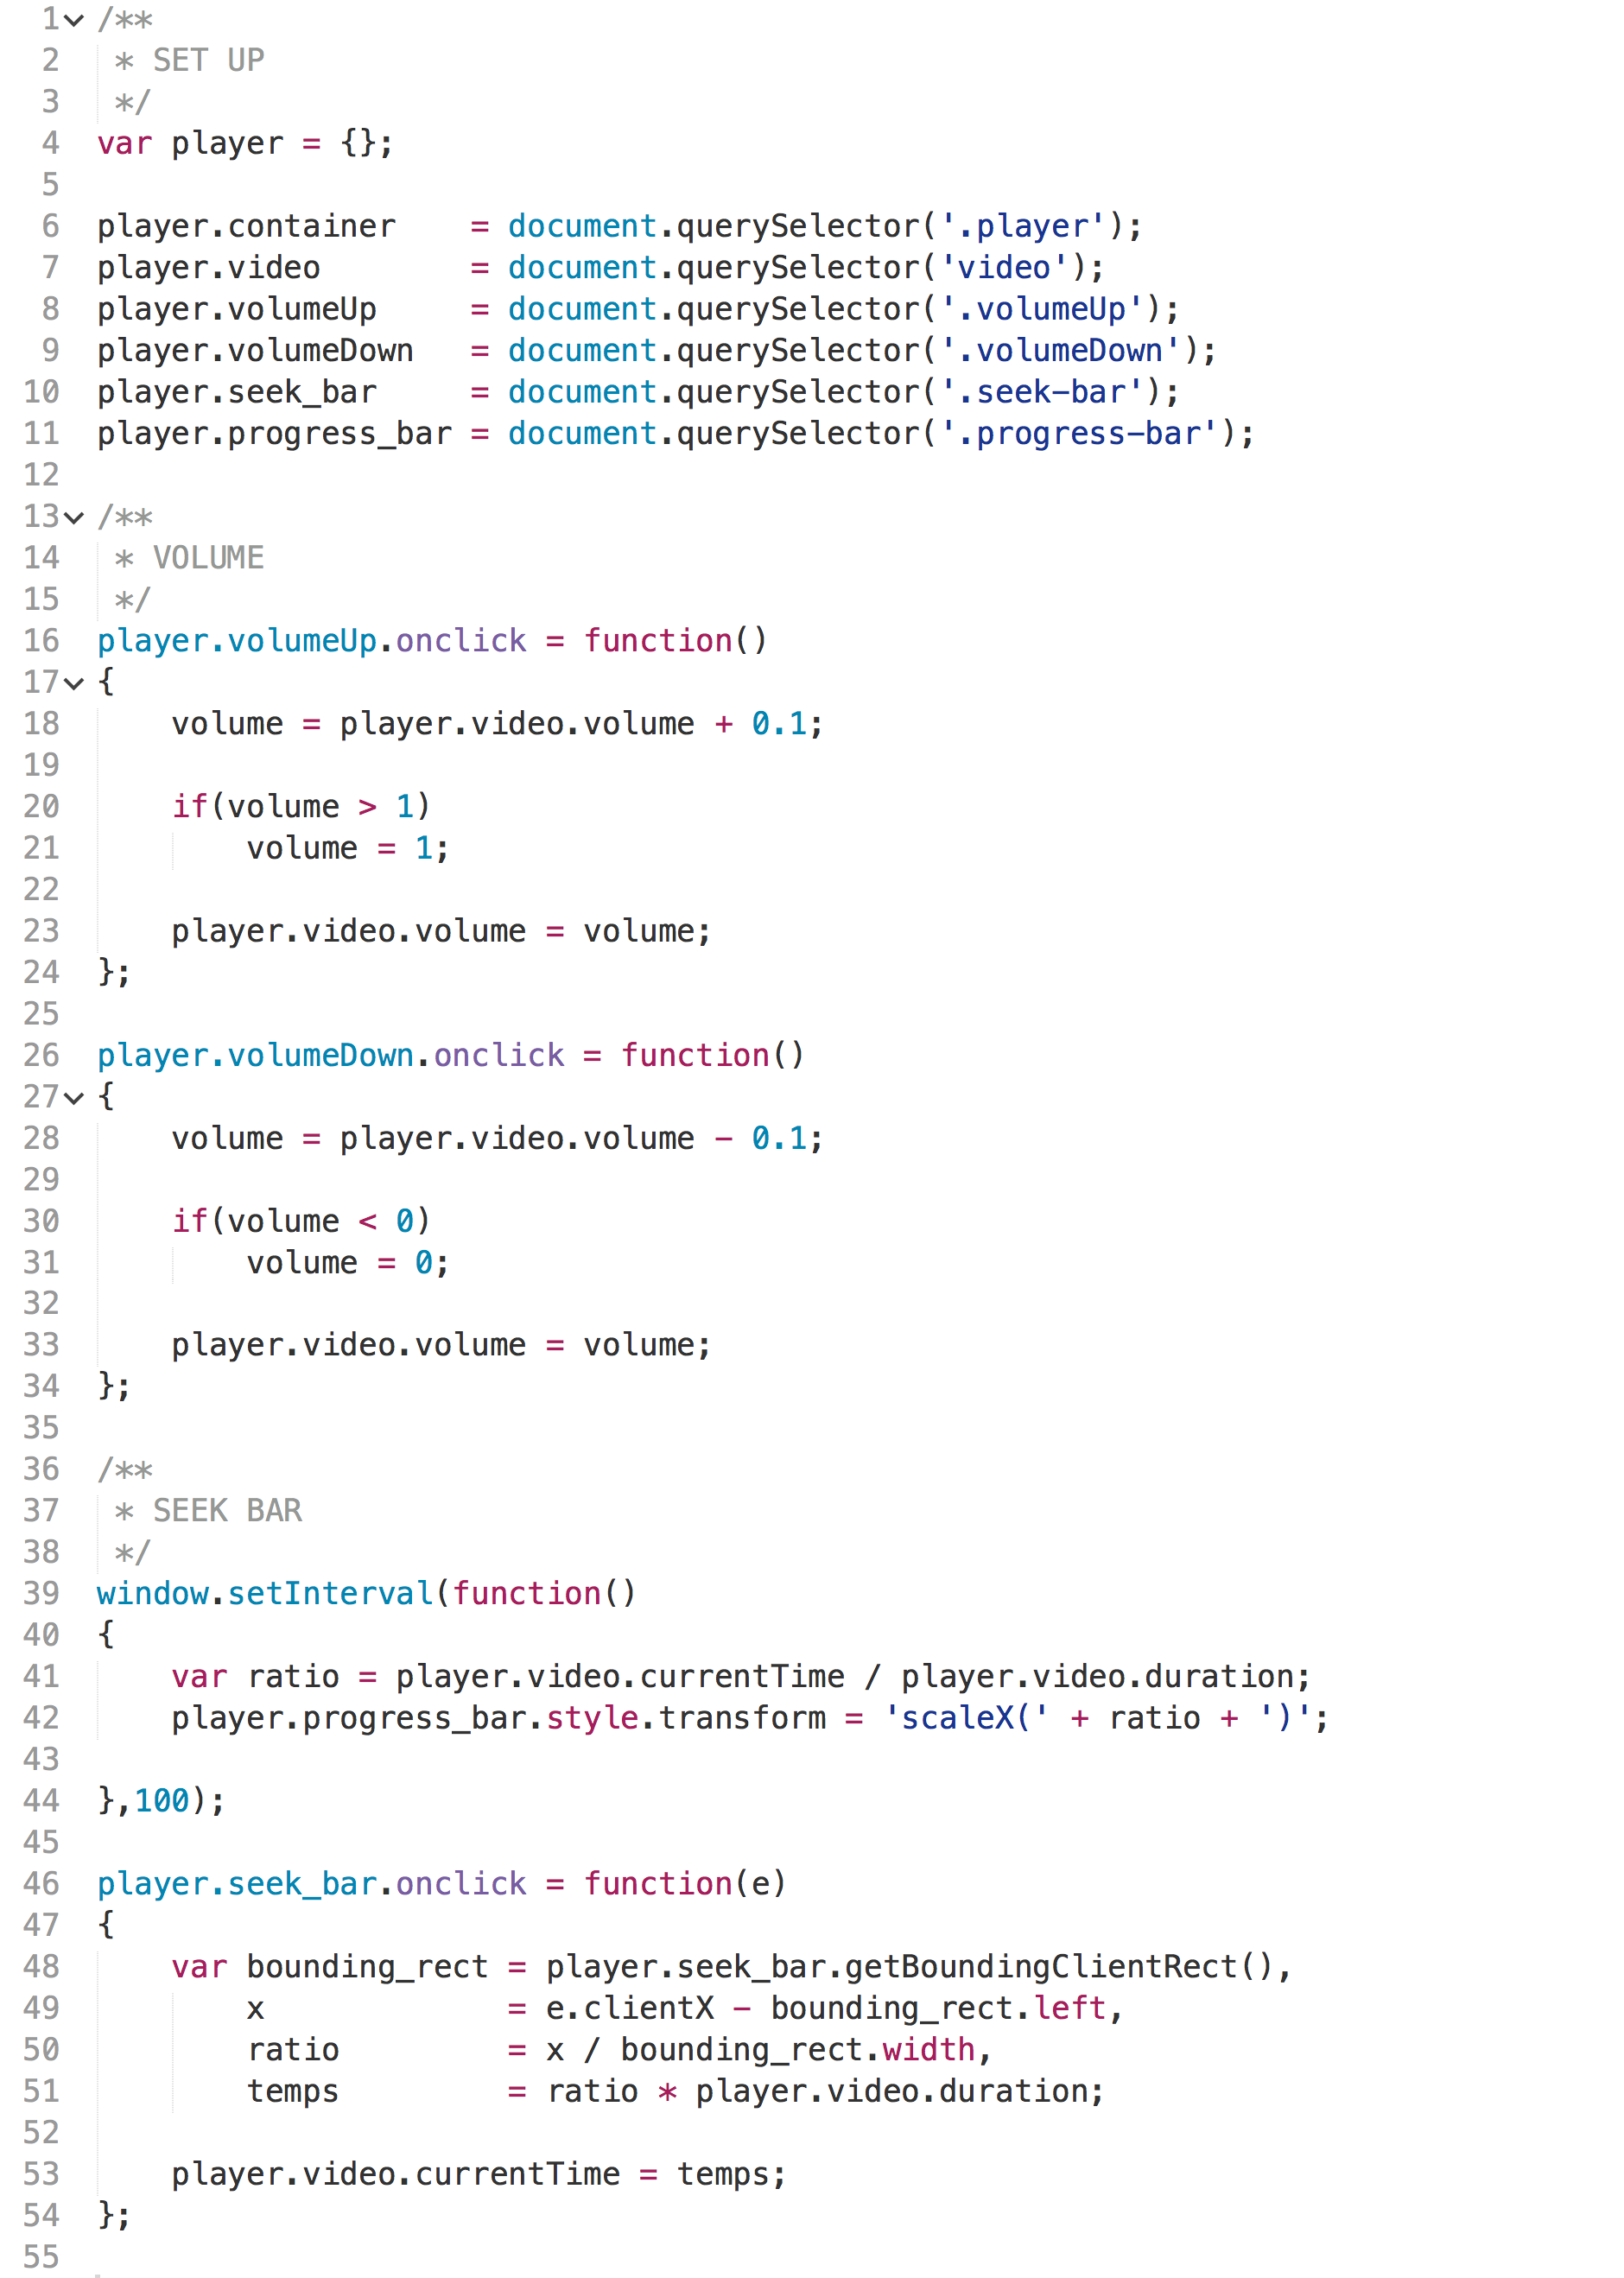 1 /**
2  * SET UP
3  */
4 var player = {};
5
6 player.container    = document.querySelector('.player');
7 player.video        = document.querySelector('video');
8 player.volumeUp     = document.querySelector('.volumeUp');
9 player.volumeDown   = document.querySelector('.volumeDown');
10 player.seek_bar     = document.querySelector('.seek-bar');
11 player.progress_bar = document.querySelector('.progress-bar');
12
13 /**
14  * VOLUME
15  */
16 player.volumeUp.onclick = function()
17 {
18     volume = player.video.volume + 0.1;
19
20     if(volume > 1)
21         volume = 1;
22
23     player.video.volume = volume;
24 };
25
26 player.volumeDown.onclick = function()
27 {
28     volume = player.video.volume - 0.1;
29
30     if(volume < 0)
31         volume = 0;
32
33     player.video.volume = volume;
34 };
35
36 /**
37  * SEEK BAR
38  */
39 window.setInterval(function()
40 {
41     var ratio = player.video.currentTime / player.video.duration;
42     player.progress_bar.style.transform = 'scaleX(' + ratio + ')';
43
44 },100);
45
46 player.seek_bar.onclick = function(e)
47 {
48     var bounding_rect = player.seek_bar.getBoundingClientRect(),
49         x             = e.clientX - bounding_rect.left,
50         ratio         = x / bounding_rect.width,
51         temps         = ratio * player.video.duration;
52
53     player.video.currentTime = temps;
54 };
55